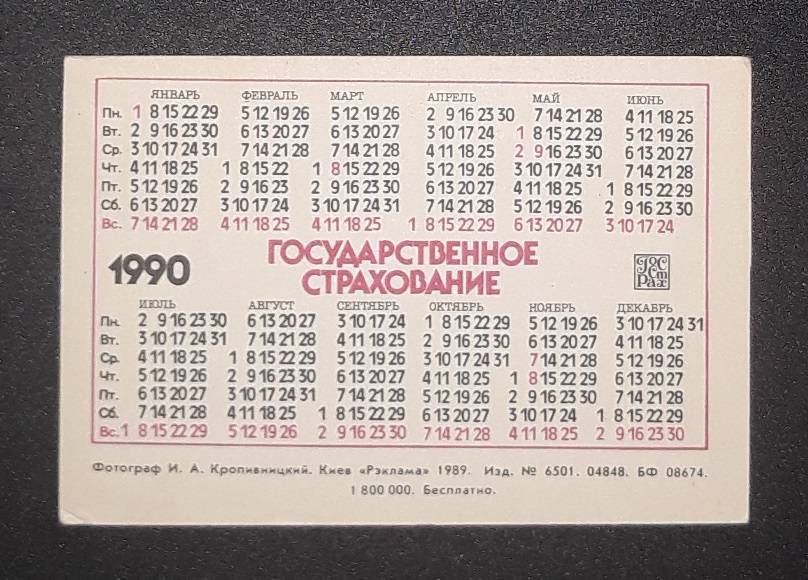 ЯНВАРЬ ФЕВРАЛЬ МАРТ АПРЕЛЬ МАЙ ИЮНЬ
Пн. 1 8 15 22 29 5 12 19 26 5 12 19 26 2 9 16 23 30 7 14 21 28 4 11 18 25
Вт. 2 9 16 23 30 6 13 20 27 6 13 20 27 3 10 17 24 1 8 15 22 29 5 12 19 26
Ср. 3 10 17 24 31 7 14 21 28 7 14 21 28 4 11 18 25 2 9 16 23 30 6 13 20 27
Чт. 4 11 18 25 1 8 15 22 1 8 15 22 29 5 12 19 26 3 10 17 24 31 7 14 21 28
Пт. 5 12 19 26 2 9 16 23 2 9 16 23 30 6 13 20 27 4 11 18 25 1 8 15 22 29
Сб. 6 13 20 27 3 10 17 24 3 10 17 24 31 7 14 21 28 5 12 19 26 2 9 16 23 30
Вс. 7 14 21 28 4 11 18 25 4 11 18 25 1 8 15 22 29 6 13 20 27 3 10 17 24
1990
ГОСУДАРСТВЕННОЕ
СТРАХОВАНИЕ
Гос
ст
рах
ИЮЛЬ АВГУСТ СЕНТЯБРЬ ОКТЯБРЬ НОЯБРЬ ДЕКАБРЬ
Пн. 2 9 16 23 30 6 13 20 27 3 10 17 24 1 8 15 22 29 5 12 19 26 3 10 17 24 31
Вт. 3 10 17 24 31 7 14 21 28 4 11 18 25 2 9 16 23 30 6 13 20 27 4 11 18 25
Ср. 4 11 18 25 1 8 15 22 29 5 12 19 26 3 10 17 24 31 7 14 21 28 5 12 19 26
Чт. 5 12 19 26 2 9 16 23 30 6 13 20 27 4 11 18 25 1 8 15 22 29 6 13 20 27
Пт. 6 13 20 27 3 10 17 24 31 7 14 21 28 5 12 19 26 2 9 16 23 30 7 14 21 28
Сб. 7 14 21 28 4 11 18 25 1 8 15 22 29 6 13 20 27 3 10 17 24 1 8 15 22 29
Вс. 1 8 15 22 29 5 12 19 26 2 9 16 23 30 7 14 21 28 4 11 18 25 2 9 16 23 30
Фотограф И. А. Кропивницкий. Киев «Рэклама» 1989. Изд. № 6501. 04848. БФ 08674.
1 800 000. Бесплатно.